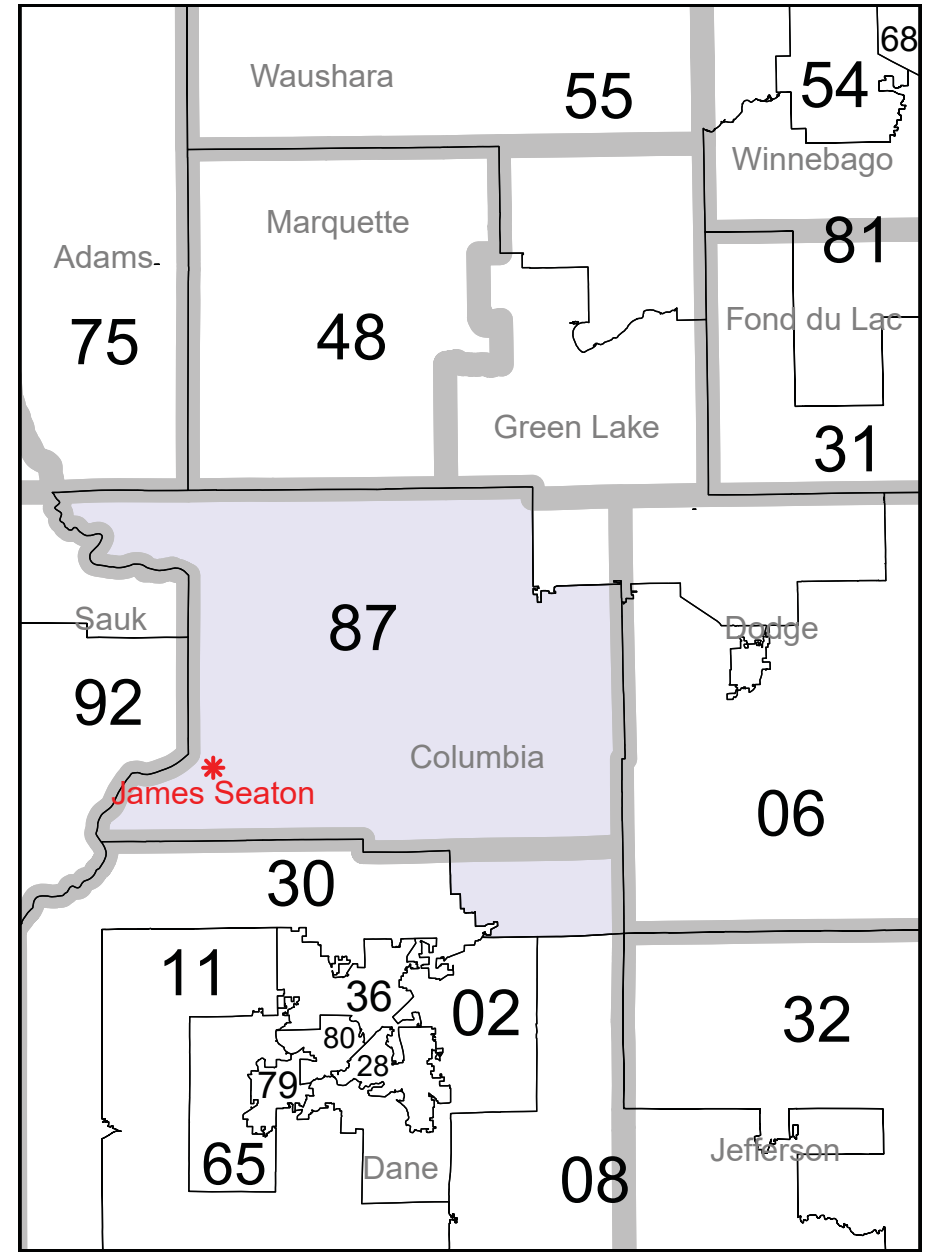 68
Waushara
55
54
Winnebago
Marquette
Adams
81
Fond du Lac
75
48
Green Lake
31
87
Sauk
Dodge
92
Columbia
James Seaton
06
30
11
36
02
32
80
28
79
65
Dane
08
Jefferson